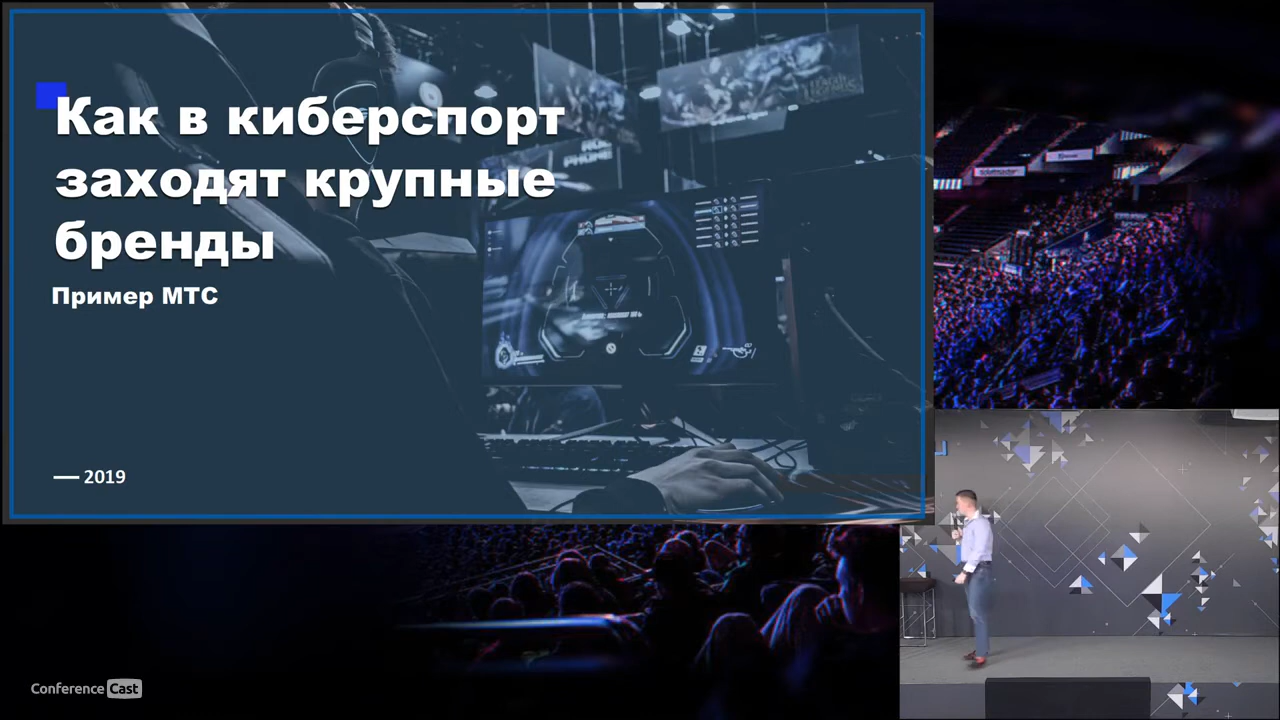 Как в киберспорт
заходят крупные
бренды
Пример МТС
2019
Conference Cast